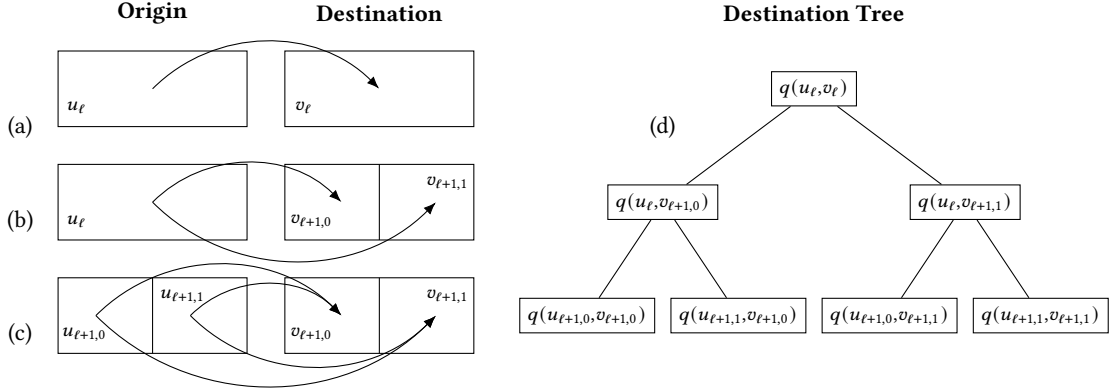 Origin Destination Destination Tree
(a) u_ℓ v_ℓ
(b) u_ℓ v_{ℓ+1,0} v_{ℓ+1,1}
(c) u_{ℓ+1,0} u_{ℓ+1,1} v_{ℓ+1,0} v_{ℓ+1,1}
(d)
q(u_ℓ,v_ℓ)
q(u_ℓ,v_{ℓ+1,0}) q(u_ℓ,v_{ℓ+1,1})
q(u_{ℓ+1,0},v_{ℓ+1,0}) q(u_{ℓ+1,1},v_{ℓ+1,0}) q(u_{ℓ+1,0},v_{ℓ+1,1}) q(u_{ℓ+1,1},v_{ℓ+1,1})